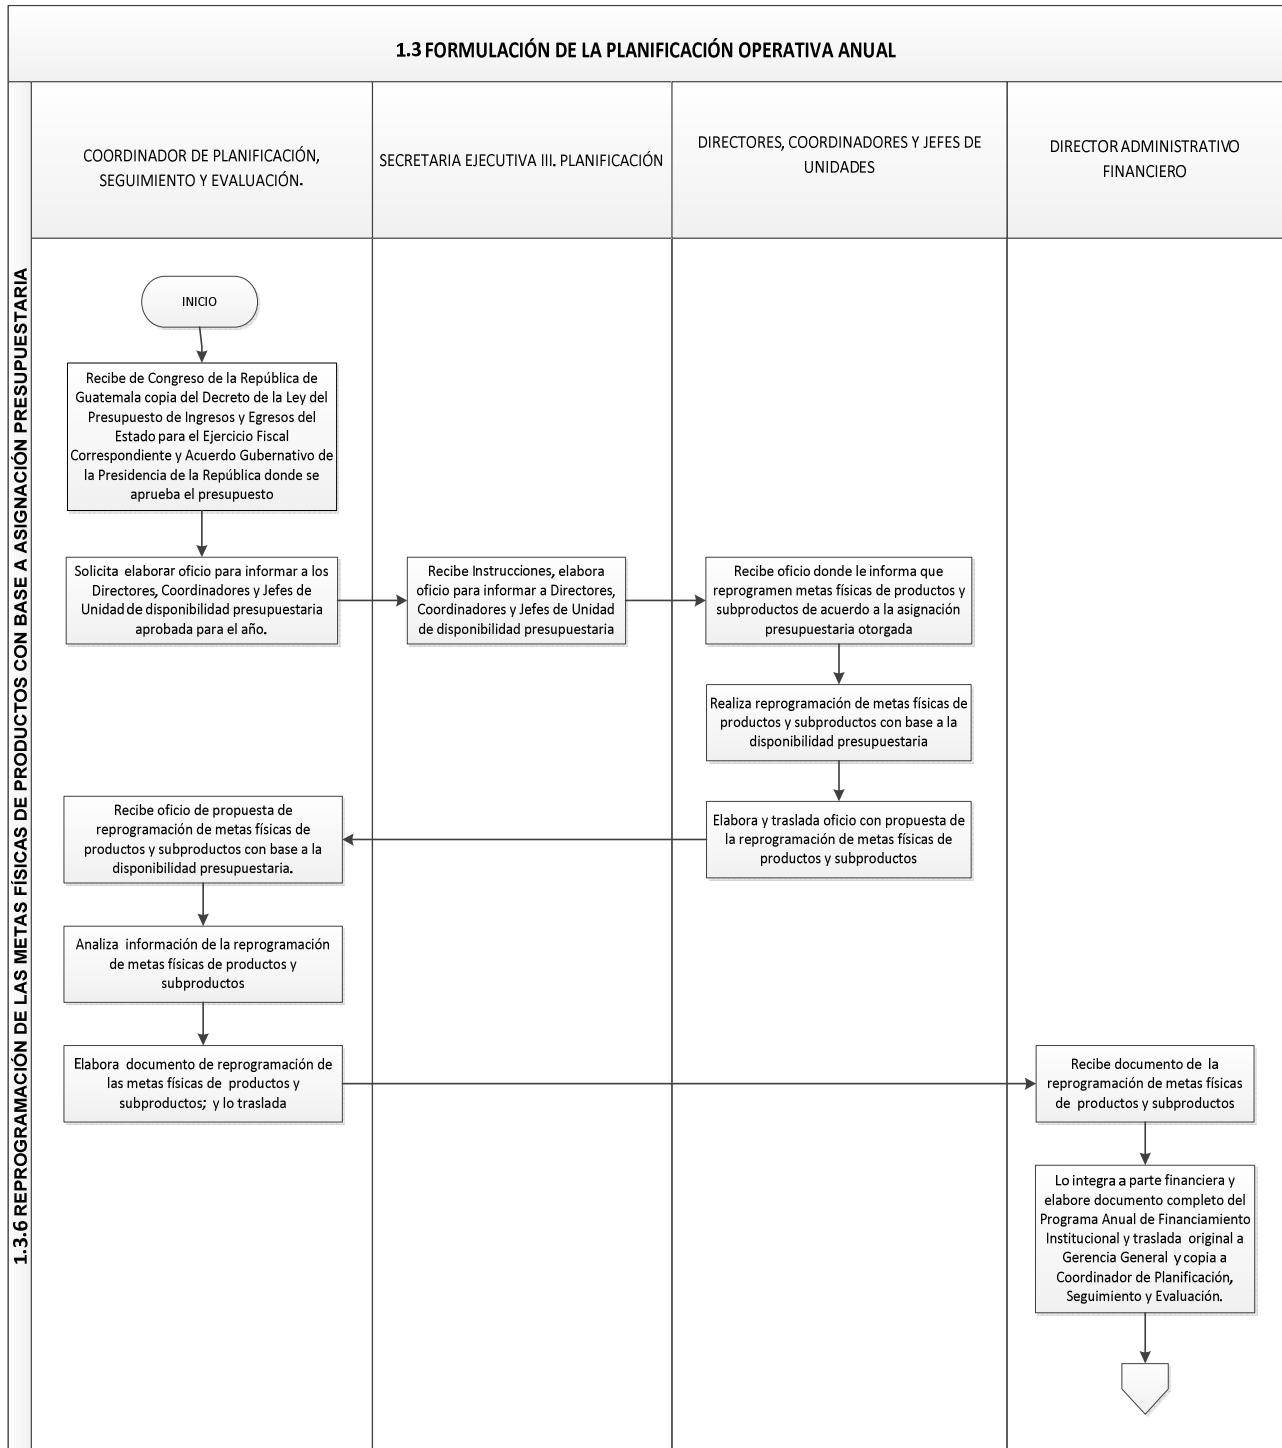 1.3 FORMULACIÓN DE LA PLANIFICACIÓN OPERATIVA ANUAL
1.3.6 REPROGRAMACIÓN DE LAS METAS FÍSICAS DE PRODUCTOS CON BASE A ASIGNACIÓN PRESUPUESTARIA
COORDINADOR DE PLANIFICACIÓN,
SEGUIMIENTO Y EVALUACIÓN.
SECRETARIA EJECUTIVA III. PLANIFICACIÓN
DIRECTORES, COORDINADORES Y JEFES DE
UNIDADES
DIRECTOR ADMINISTRATIVO
FINANCIERO
INICIO
Recibe de Congreso de la República de
Guatemala copia del Decreto de la Ley del
Presupuesto de Ingresos y Egresos del
Estado para el Ejercicio Fiscal
Correspondiente y Acuerdo Gubernativo de
la Presidencia de la República donde se
aprueba el presupuesto
Solicita elaborar oficio para informar a los
Directores, Coordinadores y Jefes de
Unidad de disponibilidad presupuestaria
aprobada para el año.
Recibe Instrucciones, elabora
oficio para informar a Directores,
Coordinadores y Jefes de Unidad
de disponibilidad presupuestaria
Recibe oficio donde le informa que
reprogramen metas físicas de productos y
subproductos de acuerdo a la asignación
presupuestaria otorgada
Realiza reprogramación de metas físicas de
productos y subproductos con base a la
disponibilidad presupuestaria
Elabora y traslada oficio con propuesta de
la reprogramación de metas físicas de
productos y subproductos
Recibe oficio de propuesta de
reprogramación de metas físicas de
productos y subproductos con base a la
disponibilidad presupuestaria.
Analiza información de la reprogramación
de metas físicas de productos y
subproductos
Elabora documento de reprogramación de
las metas físicas de productos y
subproductos; y lo traslada
Recibe documento de la
reprogramación de metas físicas
de productos y subproductos
Lo integra a parte financiera y
elabore documento completo del
Programa Anual de Financiamiento
Institucional y traslada original a
Gerencia General y copia a
Coordinador de Planificación,
Seguimiento y Evaluación.